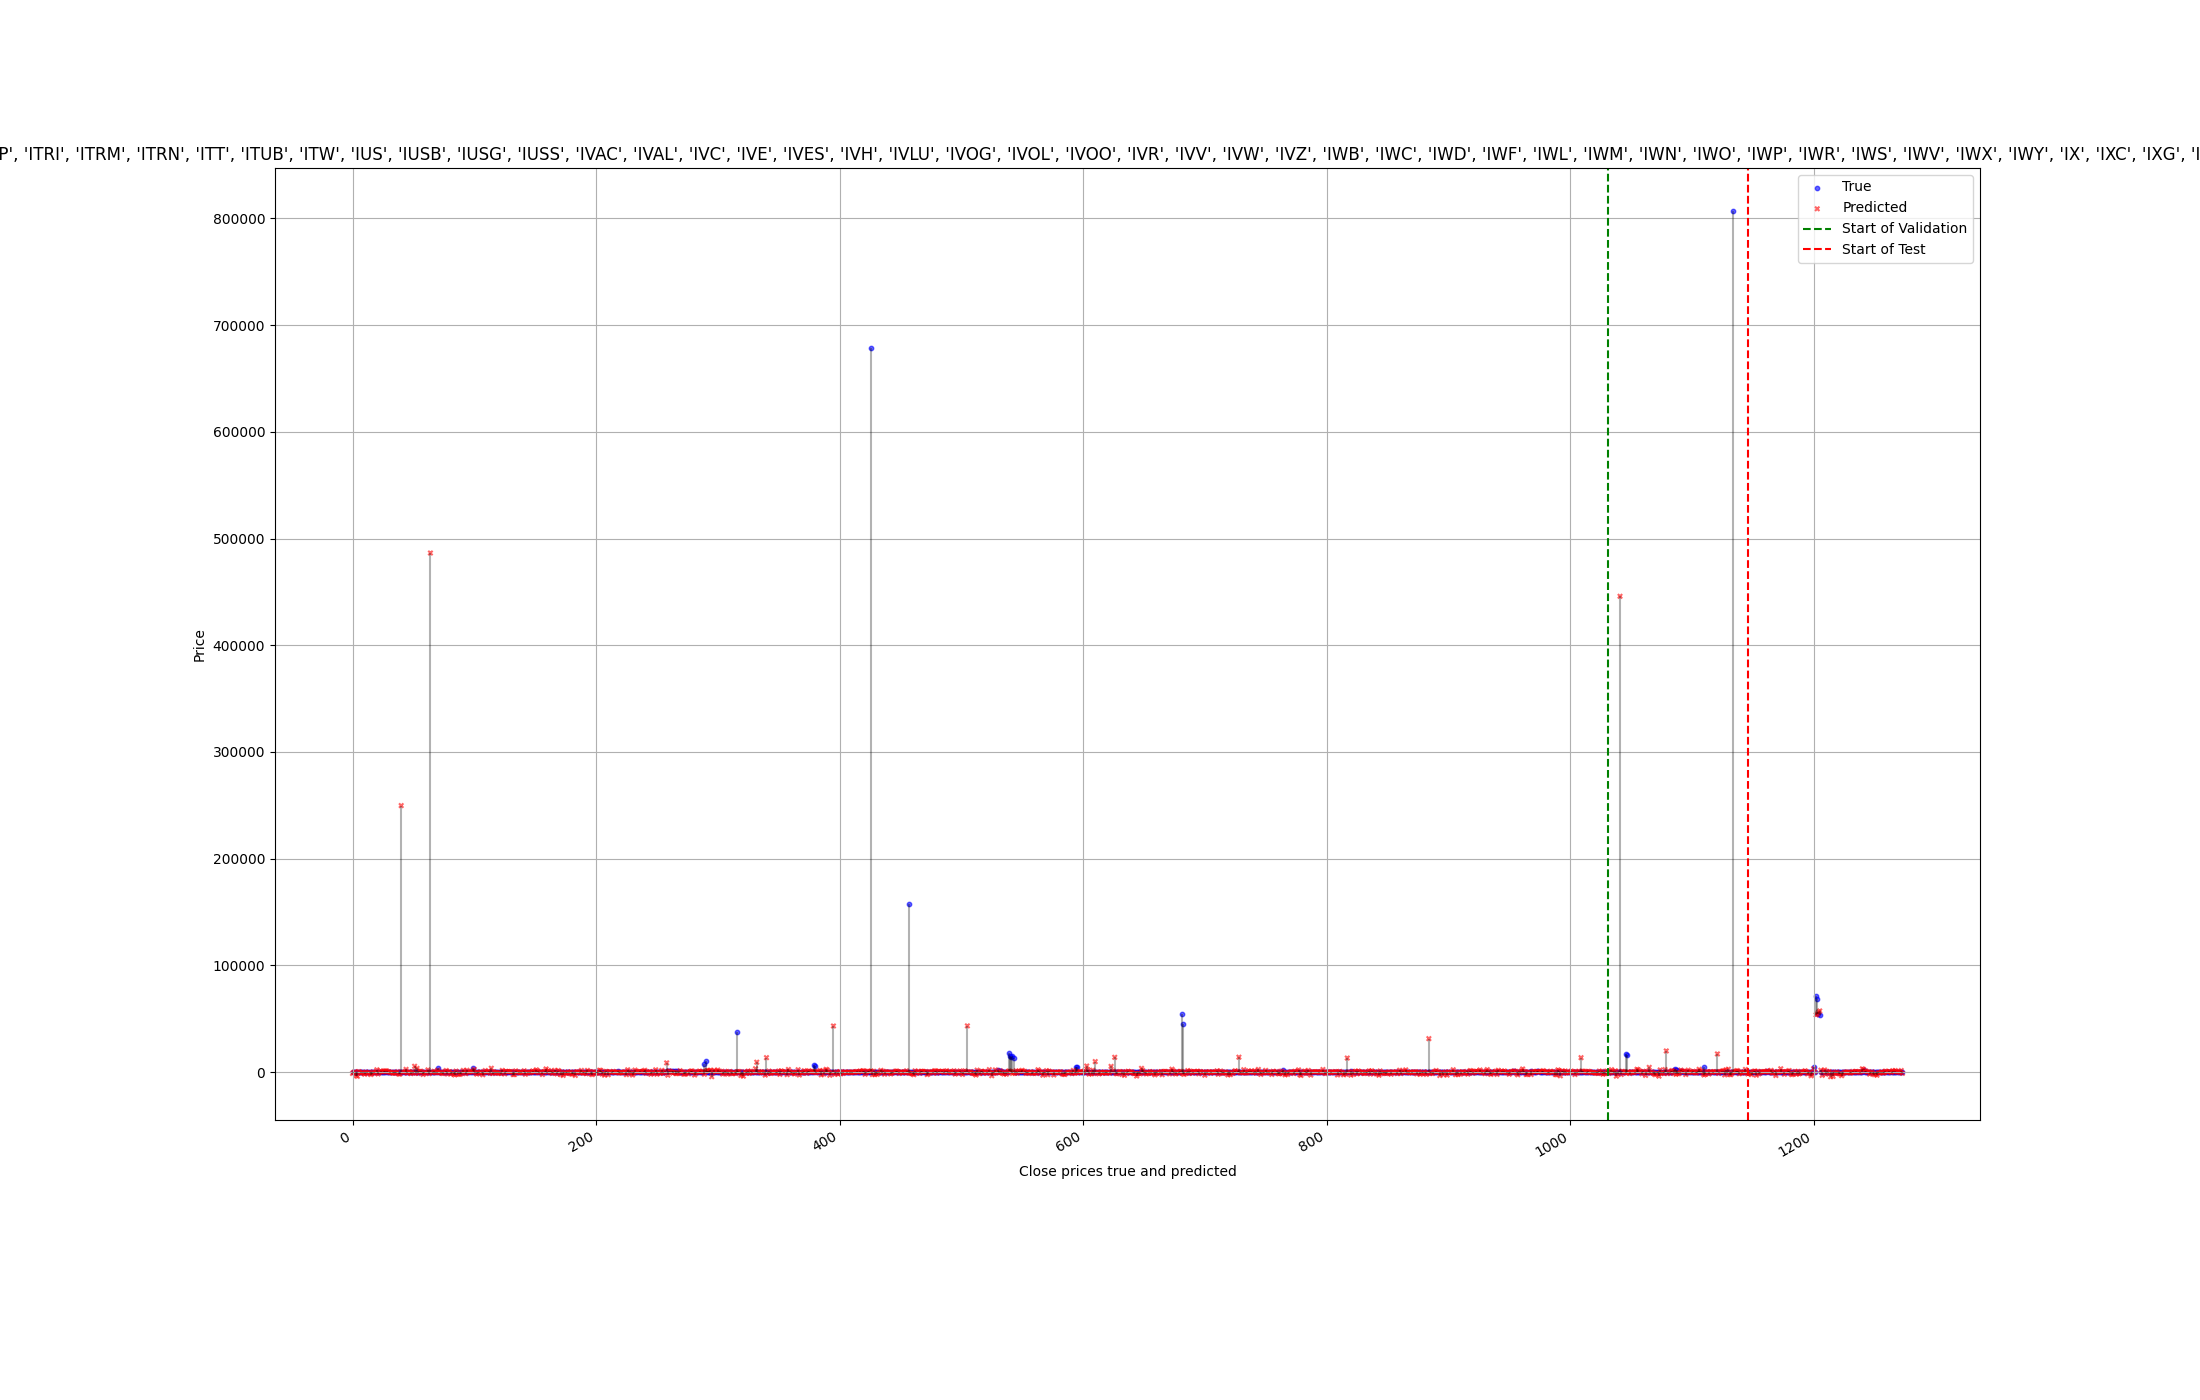 P', 'ITRI', 'ITRM', 'ITRN', 'ITT', 'ITUB', 'ITW', 'IUS', 'IUSB', 'IUSG', 'IUSS', 'IVAC', 'IVAL', 'IVC', 'IVE', 'IVES', 'IVH', 'IVLU', 'IVOG', 'IVOL', 'IVOO', 'IVR', 'IVV', 'IVW', 'IVZ', 'IWB', 'IWC', 'IWD', 'IWF', 'IWL', 'IWM', 'IWN', 'IWO', 'IWP', 'IWR', 'IWS', 'IWV', 'IWX', 'IWY', 'IX', 'IXC', 'IXG', 'I
True
Predicted
Start of Validation
Start of Test
800000
700000
600000
500000
400000
300000
200000
100000
0
Price
0
200
400
600
800
1000
1200
Close prices true and predicted